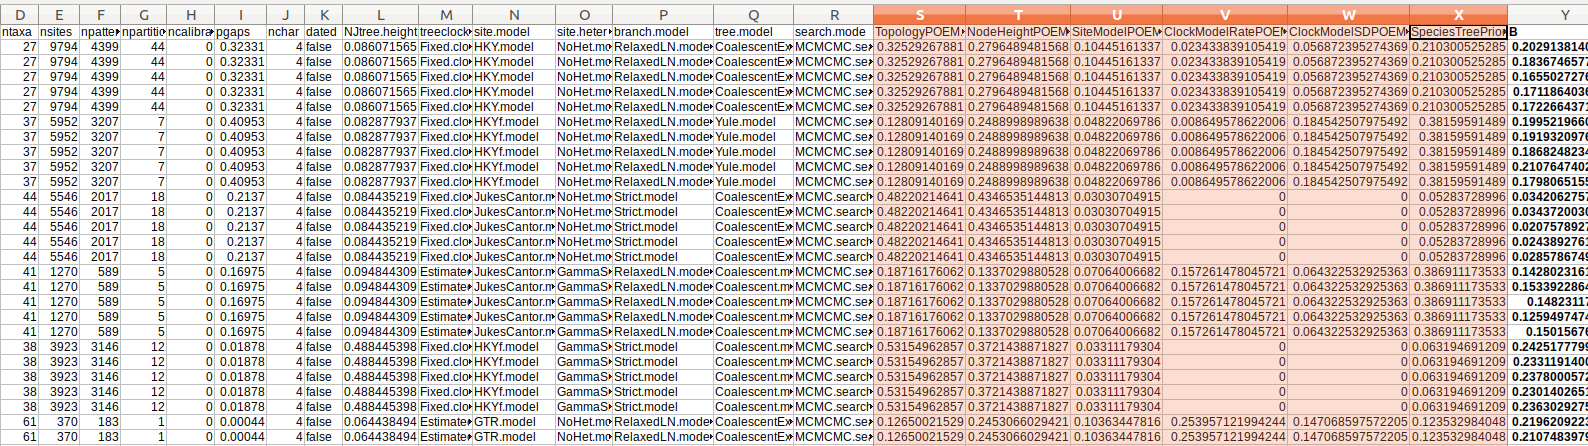 D E F G H I J K L M N O P Q R S T U V W X Y
ntaxa nsites npatte npartitio ncalibra pgaps nchar dated NJtree.height treeclock site.model site.heter branch.model tree.model search.mode TopologyPOEM NodeHeightPOEM SiteModelPOEM ClockModelRatePOEM ClockModelSDPOEM SpeciesTreePrio B
27 9794 4399 44 0 0.32331 4 false 0.086071565 Fixed.clo HKY.model NoHet.mo RelaxedLN.mode CoalescentEx MCMCMC.se 0.32529267881 0.2796489481568 0.10445161337 0.023433839105419 0.056872395274369 0.210300525285 0.202913814
27 9794 4399 44 0 0.32331 4 false 0.086071565 Fixed.clo HKY.model NoHet.mo RelaxedLN.mode CoalescentEx MCMCMC.se 0.32529267881 0.2796489481568 0.10445161337 0.023433839105419 0.056872395274369 0.210300525285 0.183674657
27 9794 4399 44 0 0.32331 4 false 0.086071565 Fixed.clo HKY.model NoHet.mo RelaxedLN.mode CoalescentEx MCMCMC.se 0.32529267881 0.2796489481568 0.10445161337 0.023433839105419 0.056872395274369 0.210300525285 0.165502727
27 9794 4399 44 0 0.32331 4 false 0.086071565 Fixed.clo HKY.model NoHet.mo RelaxedLN.mode CoalescentEx MCMCMC.se 0.32529267881 0.2796489481568 0.10445161337 0.023433839105419 0.056872395274369 0.210300525285 0.171186403
27 9794 4399 44 0 0.32331 4 false 0.086071565 Fixed.clo HKY.model NoHet.mo RelaxedLN.mode CoalescentEx MCMCMC.se 0.32529267881 0.2796489481568 0.10445161337 0.023433839105419 0.056872395274369 0.210300525285 0.172266437
37 5952 3207 7 0 0.40953 4 false 0.082877937 Fixed.clo HKYf.model NoHet.mo RelaxedLN.mode Yule.model MCMCMC.se 0.12809140169 0.2488998989638 0.04822069786 0.008649578622006 0.184542507975492 0.38159591489 0.199521966
37 5952 3207 7 0 0.40953 4 false 0.082877937 Fixed.clo HKYf.model NoHet.mo RelaxedLN.mode Yule.model MCMCMC.se 0.12809140169 0.2488998989638 0.04822069786 0.008649578622006 0.184542507975492 0.38159591489 0.191932097
37 5952 3207 7 0 0.40953 4 false 0.082877937 Fixed.clo HKYf.model NoHet.mo RelaxedLN.mode Yule.model MCMCMC.se 0.12809140169 0.2488998989638 0.04822069786 0.008649578622006 0.184542507975492 0.38159591489 0.186824823
37 5952 3207 7 0 0.40953 4 false 0.082877937 Fixed.clo HKYf.model NoHet.mo RelaxedLN.mode Yule.model MCMCMC.se 0.12809140169 0.2488998989638 0.04822069786 0.008649578622006 0.184542507975492 0.38159591489 0.210764740
37 5952 3207 7 0 0.40953 4 false 0.082877937 Fixed.clo HKYf.model NoHet.mo RelaxedLN.mode Yule.model MCMCMC.se 0.12809140169 0.2488998989638 0.04822069786 0.008649578622006 0.184542507975492 0.38159591489 0.179806515
44 5546 2017 18 0 0.2137 4 false 0.084435219 Fixed.clo JukesCantor.m NoHet.mo Strict.model CoalescentEx MCMC.search 0.48220214641 0.4346535144813 0.03030704915 0 0 0.05283728996 0.034206275
44 5546 2017 18 0 0.2137 4 false 0.084435219 Fixed.clo JukesCantor.m NoHet.mo Strict.model CoalescentEx MCMC.search 0.48220214641 0.4346535144813 0.03030704915 0 0 0.05283728996 0.034372003
44 5546 2017 18 0 0.2137 4 false 0.084435219 Fixed.clo JukesCantor.m NoHet.mo Strict.model CoalescentEx MCMC.search 0.48220214641 0.4346535144813 0.03030704915 0 0 0.05283728996 0.020757892
44 5546 2017 18 0 0.2137 4 false 0.084435219 Fixed.clo JukesCantor.m NoHet.mo Strict.model CoalescentEx MCMC.search 0.48220214641 0.4346535144813 0.03030704915 0 0 0.05283728996 0.024389276
44 5546 2017 18 0 0.2137 4 false 0.084435219 Fixed.clo JukesCantor.m NoHet.mo Strict.model CoalescentEx MCMC.search 0.48220214641 0.4346535144813 0.03030704915 0 0 0.05283728996 0.028578674
41 1270 589 5 0 0.16975 4 false 0.094844309 Estimate JukesCantor.m GammaS RelaxedLN.mode Coalescent.m MCMCMC.se 0.18716176062 0.1337029880528 0.07064006682 0.157261478045721 0.064322532925363 0.386911173533 0.142802316
41 1270 589 5 0 0.16975 4 false 0.094844309 Estimate JukesCantor.m GammaS RelaxedLN.mode Coalescent.m MCMCMC.se 0.18716176062 0.1337029880528 0.07064006682 0.157261478045721 0.064322532925363 0.386911173533 0.153392286
41 1270 589 5 0 0.16975 4 false 0.094844309 Estimate JukesCantor.m GammaS RelaxedLN.mode Coalescent.m MCMCMC.se 0.18716176062 0.1337029880528 0.07064006682 0.157261478045721 0.064322532925363 0.386911173533 0.14823117
41 1270 589 5 0 0.16975 4 false 0.094844309 Estimate JukesCantor.m GammaS RelaxedLN.mode Coalescent.m MCMCMC.se 0.18716176062 0.1337029880528 0.07064006682 0.157261478045721 0.064322532925363 0.386911173533 0.125949747
41 1270 589 5 0 0.16975 4 false 0.094844309 Estimate JukesCantor.m GammaS RelaxedLN.mode Coalescent.m MCMCMC.se 0.18716176062 0.1337029880528 0.07064006682 0.157261478045721 0.064322532925363 0.386911173533 0.1501567
38 3923 3146 12 0 0.01878 4 false 0.488445398 Fixed.clo HKYf.model GammaS Strict.model Coalescent.m MCMC.search 0.53154962857 0.3721438871827 0.03311179304 0 0 0.063194691209 0.242517779
38 3923 3146 12 0 0.01878 4 false 0.488445398 Fixed.clo HKYf.model GammaS Strict.model Coalescent.m MCMC.search 0.53154962857 0.3721438871827 0.03311179304 0 0 0.063194691209 0.233119140
38 3923 3146 12 0 0.01878 4 false 0.488445398 Fixed.clo HKYf.model GammaS Strict.model Coalescent.m MCMC.search 0.53154962857 0.3721438871827 0.03311179304 0 0 0.063194691209 0.237800057
38 3923 3146 12 0 0.01878 4 false 0.488445398 Fixed.clo HKYf.model GammaS Strict.model Coalescent.m MCMC.search 0.53154962857 0.3721438871827 0.03311179304 0 0 0.063194691209 0.230140265
38 3923 3146 12 0 0.01878 4 false 0.488445398 Fixed.clo HKYf.model GammaS Strict.model Coalescent.m MCMC.search 0.53154962857 0.3721438871827 0.03311179304 0 0 0.063194691209 0.236302927
61 370 183 1 0 0.00044 4 false 0.064438494 Estimate GTR.model NoHet.mo RelaxedLN.mode Coalescent.m MCMCMC.se 0.12650021529 0.2453066029421 0.10363447816 0.253957121994244 0.147068597572205 0.123532984048 0.219620922
61 370 183 1 0 0.00044 4 false 0.064438494 Estimate GTR.model NoHet.mo RelaxedLN.mode Coalescent.m MCMCMC.se 0.12650021529 0.2453066029421 0.10363447816 0.253957121994244 0.147068597572205 0.123532984048 0.210748393